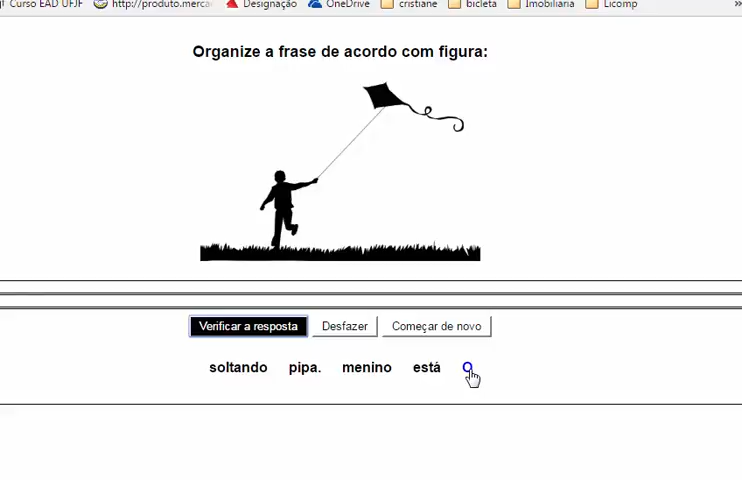 Curso EAD UFJF http://produto.merca Designação OneDrive cristiane bicleta Imobiliaria Licomp »
Organize a frase de acordo com figura:
Verificar a resposta Desfazer Começar de novo
soltando pipa. menino está O